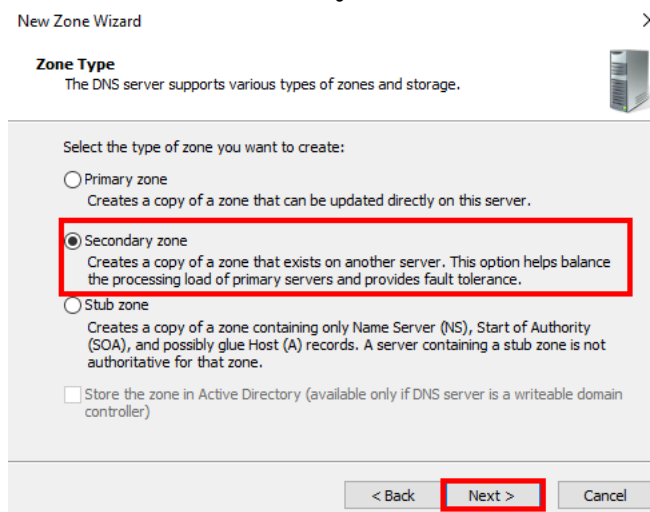 New Zone Wizard
Zone Type
The DNS server supports various types of zones and storage.
Select the type of zone you want to create:
Primary zone
Creates a copy of a zone that can be updated directly on this server.
Secondary zone
Creates a copy of a zone that exists on another server. This option helps balance
the processing load of primary servers and provides fault tolerance.
Stub zone
Creates a copy of a zone containing only Name Server (NS), Start of Authority
(SOA), and possibly glue Host (A) records. A server containing a stub zone is not
authoritative for that zone.
Store the zone in Active Directory (available only if DNS server is a writeable domain
controller)
< Back Next > Cancel